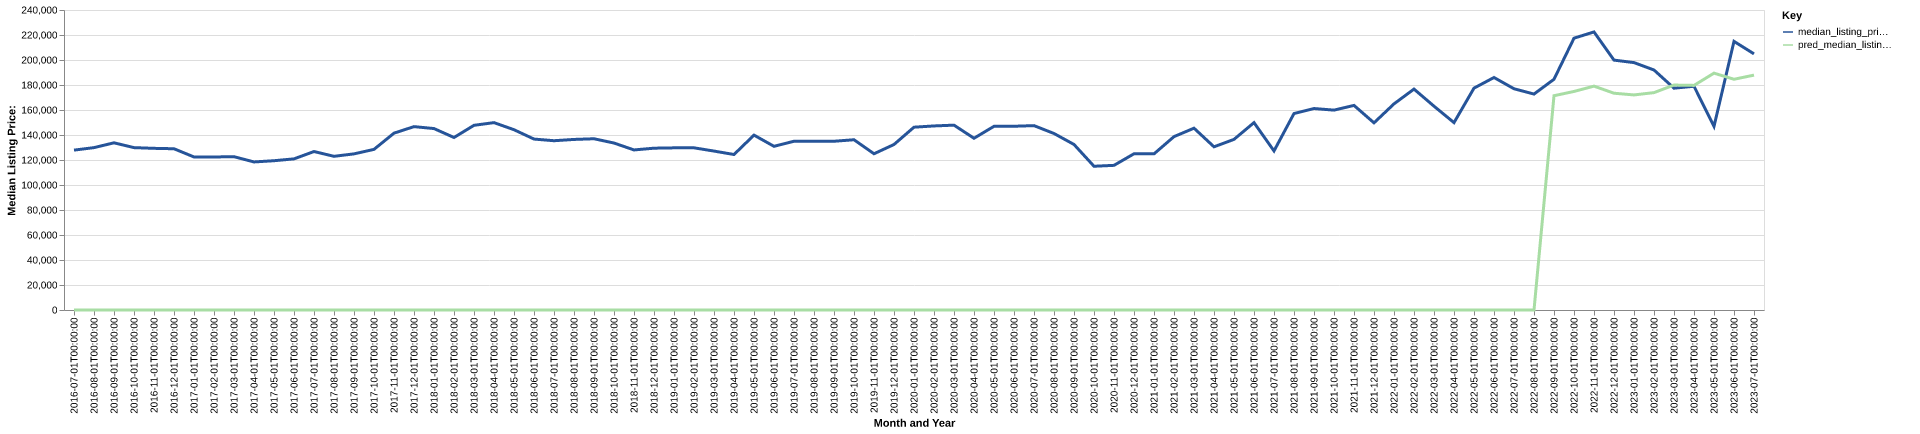 240,000
220,000
200,000
180,000
160,000
140,000
120,000
100,000
80,000
60,000
40,000
20,000
0
Median Listing Price:
2016-07-01T00:00:00
2016-08-01T00:00:00
2016-09-01T00:00:00
2016-10-01T00:00:00
2016-11-01T00:00:00
2016-12-01T00:00:00
2017-01-01T00:00:00
2017-02-01T00:00:00
2017-03-01T00:00:00
2017-04-01T00:00:00
2017-05-01T00:00:00
2017-06-01T00:00:00
2017-07-01T00:00:00
2017-08-01T00:00:00
2017-09-01T00:00:00
2017-10-01T00:00:00
2017-11-01T00:00:00
2017-12-01T00:00:00
2018-01-01T00:00:00
2018-02-01T00:00:00
2018-03-01T00:00:00
2018-04-01T00:00:00
2018-05-01T00:00:00
2018-06-01T00:00:00
2018-07-01T00:00:00
2018-08-01T00:00:00
2018-09-01T00:00:00
2018-10-01T00:00:00
2018-11-01T00:00:00
2018-12-01T00:00:00
2019-01-01T00:00:00
2019-02-01T00:00:00
2019-03-01T00:00:00
2019-04-01T00:00:00
2019-05-01T00:00:00
2019-06-01T00:00:00
2019-07-01T00:00:00
2019-08-01T00:00:00
2019-09-01T00:00:00
2019-10-01T00:00:00
2019-11-01T00:00:00
2019-12-01T00:00:00
2020-01-01T00:00:00
2020-02-01T00:00:00
2020-03-01T00:00:00
2020-04-01T00:00:00
2020-05-01T00:00:00
2020-06-01T00:00:00
2020-07-01T00:00:00
2020-08-01T00:00:00
2020-09-01T00:00:00
2020-10-01T00:00:00
2020-11-01T00:00:00
2020-12-01T00:00:00
2021-01-01T00:00:00
2021-02-01T00:00:00
2021-03-01T00:00:00
2021-04-01T00:00:00
2021-05-01T00:00:00
2021-06-01T00:00:00
2021-07-01T00:00:00
2021-08-01T00:00:00
2021-09-01T00:00:00
2021-10-01T00:00:00
2021-11-01T00:00:00
2021-12-01T00:00:00
2022-01-01T00:00:00
2022-02-01T00:00:00
2022-03-01T00:00:00
2022-04-01T00:00:00
2022-05-01T00:00:00
2022-06-01T00:00:00
2022-07-01T00:00:00
2022-08-01T00:00:00
2022-09-01T00:00:00
2022-10-01T00:00:00
2022-11-01T00:00:00
2022-12-01T00:00:00
2023-01-01T00:00:00
2023-02-01T00:00:00
2023-03-01T00:00:00
2023-04-01T00:00:00
2023-05-01T00:00:00
2023-06-01T00:00:00
2023-07-01T00:00:00
Month and Year
Key
median_listing_pri…
pred_median_listin…